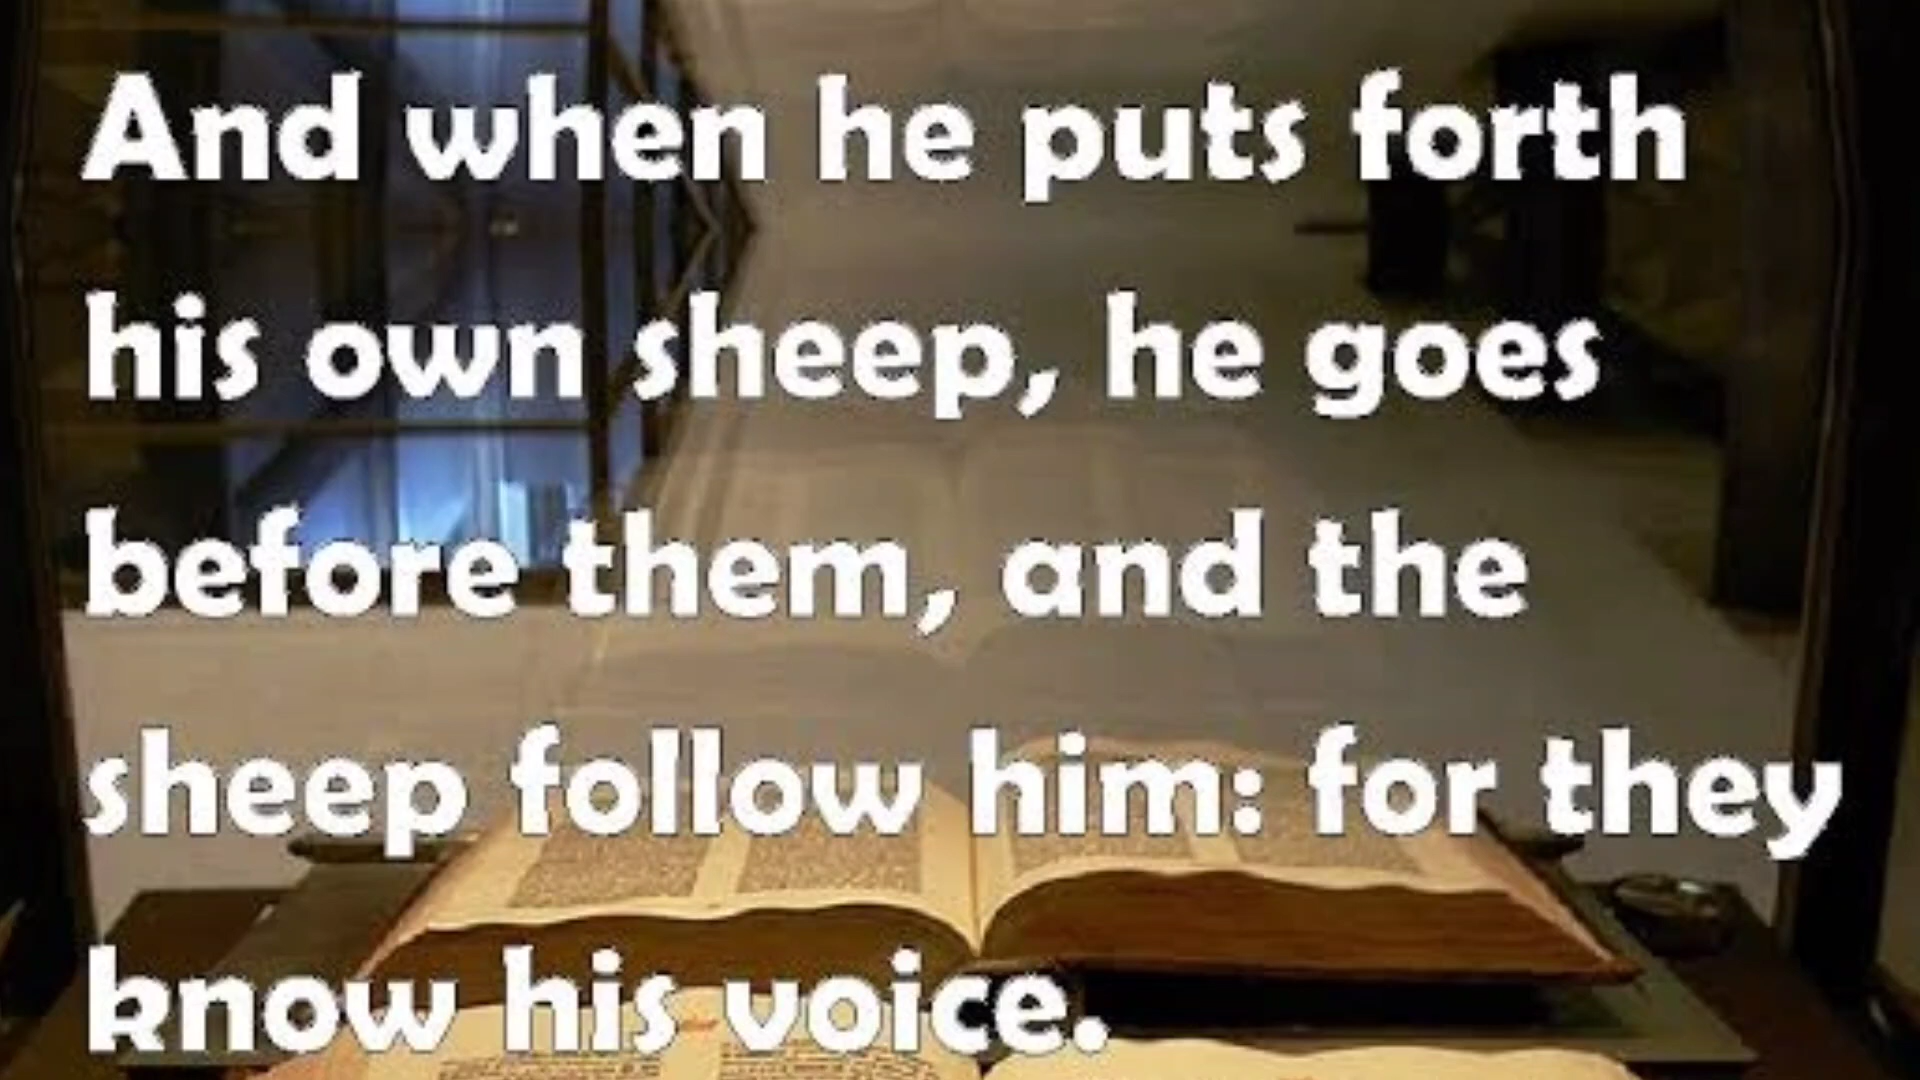 And when he puts forth
his own sheep, he goes
before them, and the
sheep follow him: for they
know his voice.